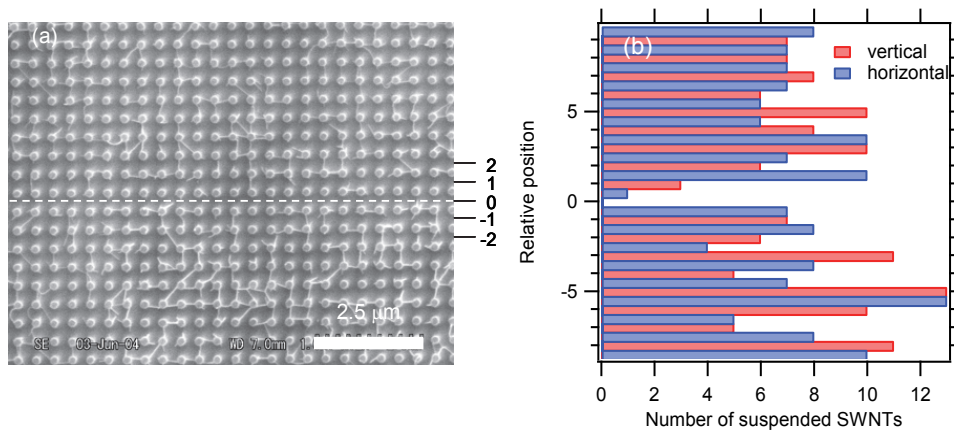 (a)
2
1
0
-1
-2
2.5 μm
SE 03-Jun-04 WD 7.0mm 1.
(b)
vertical
horizontal
5
0
-5
Relative position
0 2 4 6 8 10 12
Number of suspended SWNTs